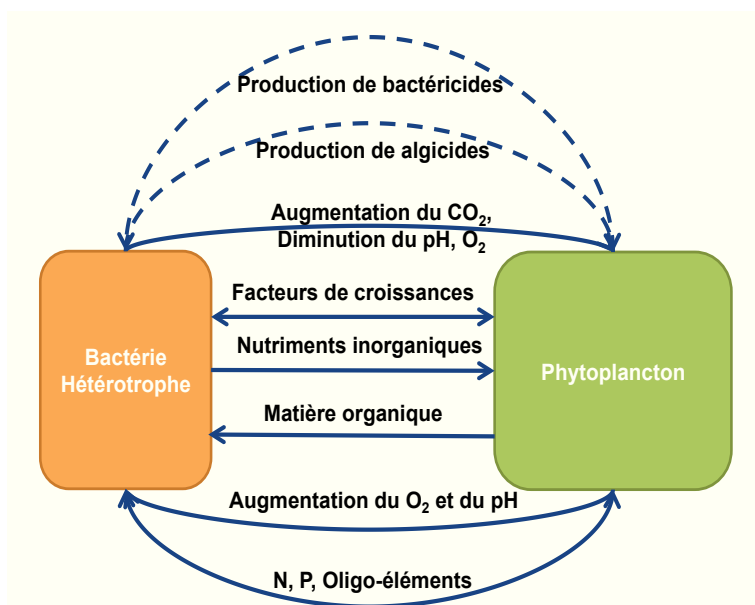 Production de bactéricides
Production de algicides
Augmentation du CO₂,
Diminution du pH, O₂
Facteurs de croissances
Nutriments inorganiques
Bactérie
Hétérotrophe
Phytoplancton
Matière organique
Augmentation du O₂ et du pH
N, P, Oligo-éléments